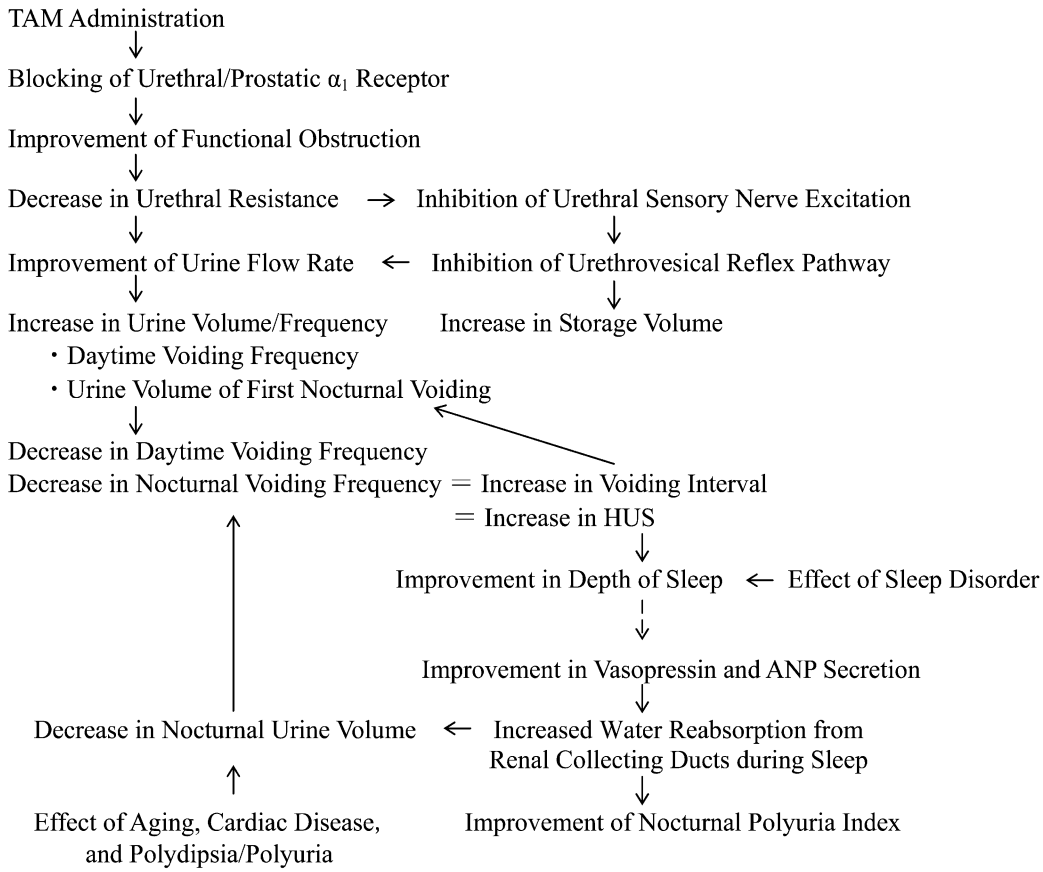 TAM Administration
Blocking of Urethral/Prostatic α₁ Receptor
Improvement of Functional Obstruction
Decrease in Urethral Resistance → Inhibition of Urethral Sensory Nerve Excitation
Improvement of Urine Flow Rate ← Inhibition of Urethrovesical Reflex Pathway
Increase in Urine Volume/Frequency Increase in Storage Volume
・Daytime Voiding Frequency
・Urine Volume of First Nocturnal Voiding
Decrease in Daytime Voiding Frequency
Decrease in Nocturnal Voiding Frequency = Increase in Voiding Interval
= Increase in HUS
Improvement in Depth of Sleep ← Effect of Sleep Disorder
Improvement in Vasopressin and ANP Secretion
Decrease in Nocturnal Urine Volume ← Increased Water Reabsorption from
Renal Collecting Ducts during Sleep
Effect of Aging, Cardiac Disease, Improvement of Nocturnal Polyuria Index
and Polydipsia/Polyuria